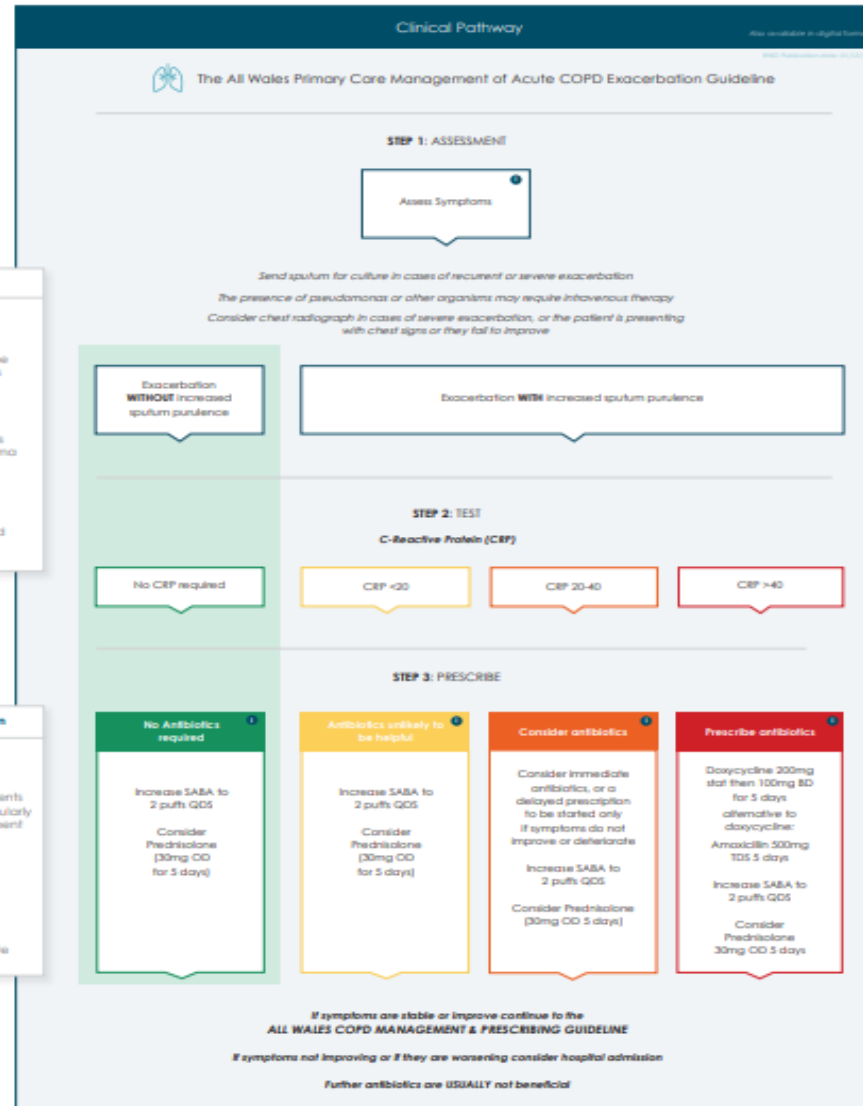 Clinical Pathway
Also available in digital
The All Wales Primary Care Management of Acute COPD Exacerbation Guideline
STEP 1: ASSESSMENT
Assess Symptoms
Send sputum for culture in cases of recurrent or severe exacerbation
The presence of pseudomonas or other organisms may require intravenous therapy
Consider chest radiograph in cases of severe exacerbation, or the patient is presenting
with chest signs or they fail to improve
Exacerbation
WITHOUT increased
sputum purulence
Exacerbation WITH increased sputum purulence
STEP 2: TEST
C-Reactive Protein (CRP)
No CRP required
CRP <20
CRP 20-40
CRP >40
STEP 3: PRESCRIBE
No Antibiotics
required
Increase SABA to
2 puffs QDS
Consider
Prednisolone
(30mg OD
for 5 days)
Antibiotics unlikely to
be helpful
Increase SABA to
2 puffs QDS
Consider
Prednisolone
(30mg OD
for 5 days)
Consider antibiotics
Consider immediate
antibiotics, or a
delayed prescription
to be started only
if symptoms do not
improve or deteriorate
Increase SABA to
2 puffs QDS
Consider Prednisolone
(30mg OD 5 days)
Prescribe antibiotics
Doxycycline 200mg
stat then 100mg BD
for 5 days
alternative to
doxycycline:
Amoxicillin 500mg
TDS 5 days
Increase SABA to
2 puffs QDS
Consider
Prednisolone
30mg OD 5 days
If symptoms are stable or improve continue to the
ALL WALES COPD MANAGEMENT & PRESCRIBING GUIDELINE
If symptoms not improving or if they are worsening consider hospital admission
Further antibiotics are USUALLY not beneficial